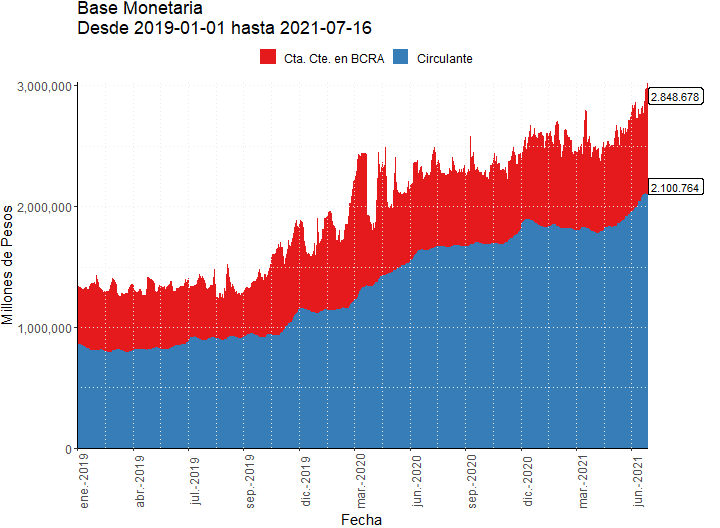 Base Monetaria
Desde 2019-01-01 hasta 2021-07-16
Cta. Cte. en BCRA Circulante
3,000,000
2,000,000
1,000,000
0
Millones de Pesos
2.848.678
2.100.764
ene.-2019 abr.-2019 jul.-2019 sep.-2019 dic.-2019 mar.-2020 jun.-2020 sep.-2020 dic.-2020 mar.-2021 jun.-2021
Fecha